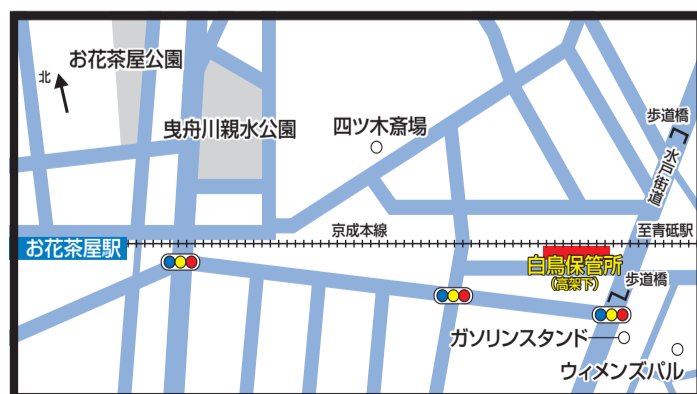 お花茶屋公園
北
曳舟川親水公園
四ツ木斎場
歩道橋
水戸街道
京成本線
至青砥駅
お花茶屋駅
白鳥保管所
(高架下)
歩道橋
ガソリンスタンド
ウィメンズパル